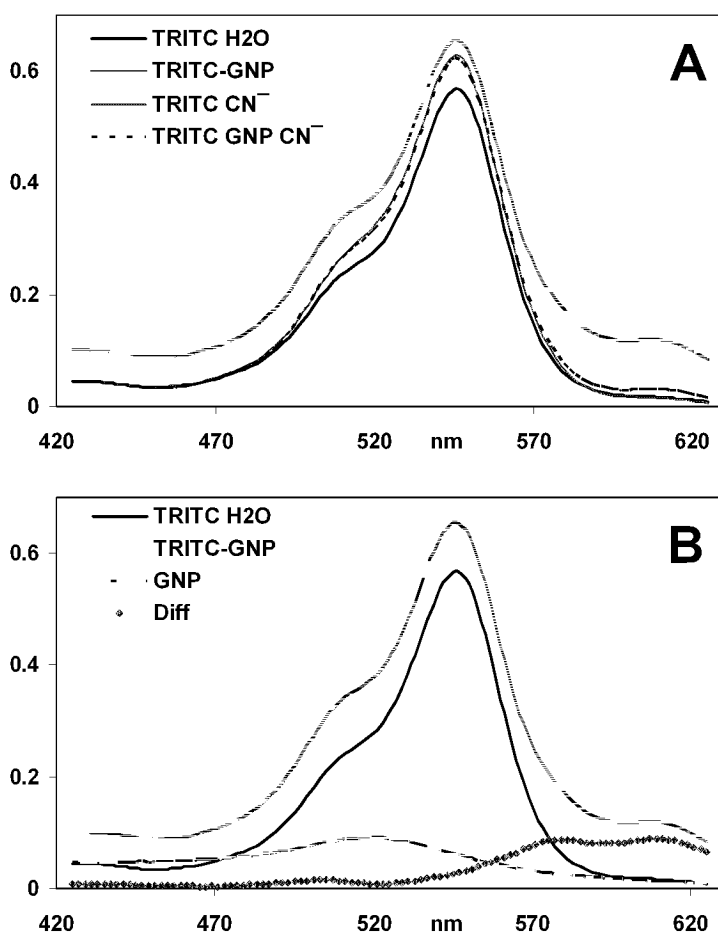 TRITC H2O
TRITC-GNP
TRITC CN¯
TRITC GNP CN¯
A
0.6
0.4
0.2
0
420 470 520 nm 570 620
TRITC H2O
TRITC-GNP
GNP
Diff
B
0.6
0.4
0.2
0
420 470 520 nm 570 620